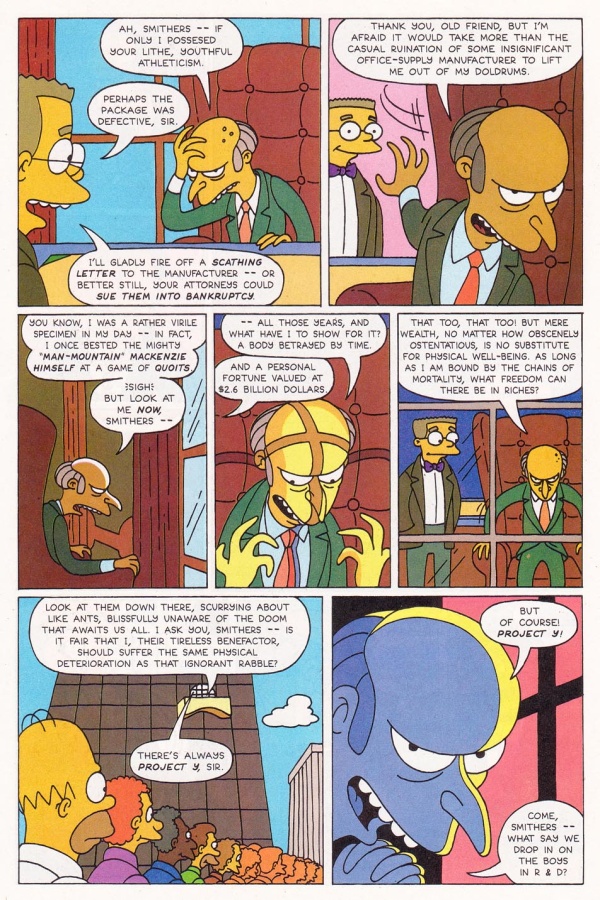 AH, SMITHERS -- IF
ONLY I POSSESED
YOUR LITHE, YOUTHFUL
ATHLETICISM.
PERHAPS THE
PACKAGE WAS
DEFECTIVE, SIR.
I'LL GLADLY FIRE OFF A SCATHING
LETTER TO THE MANUFACTURER -- OR
BETTER STILL, YOUR ATTORNEYS COULD
SUE THEM INTO BANKRUPTCY.
THANK YOU, OLD FRIEND, BUT I'M
AFRAID IT WOULD TAKE MORE THAN THE
CASUAL RUINATION OF SOME INSIGNIFICANT
OFFICE-SUPPLY MANUFACTURER TO LIFT
ME OUT OF MY DOLDRUMS.
YOU KNOW, I WAS A RATHER VIRILE
SPECIMEN IN MY DAY -- IN FACT,
I ONCE BESTED THE MIGHTY
"MAN-MOUNTAIN" MACKENZIE
HIMSELF AT A GAME OF QUOITS.
¡SIGH!
BUT LOOK AT
ME NOW,
SMITHERS --
-- ALL THOSE YEARS, AND
WHAT HAVE I TO SHOW FOR IT?
A BODY BETRAYED BY TIME.
AND A PERSONAL
FORTUNE VALUED AT
$2.6 BILLION DOLLARS.
THAT TOO, THAT TOO! BUT MERE
WEALTH, NO MATTER HOW OBSCENELY
OSTENTATIOUS, IS NO SUBSTITUTE
FOR PHYSICAL WELL-BEING. AS LONG
AS I AM BOUND BY THE CHAINS OF
MORTALITY, WHAT FREEDOM CAN
THERE BE IN RICHES?
LOOK AT THEM DOWN THERE, SCURRYING ABOUT
LIKE ANTS, BLISSFULLY UNAWARE OF THE DOOM
THAT AWAITS US ALL. I ASK YOU, SMITHERS -- IS
IT FAIR THAT I, THEIR TIRELESS BENEFACTOR,
SHOULD SUFFER THE SAME PHYSICAL
DETERIORATION AS THAT IGNORANT RABBLE?
THERE'S ALWAYS
PROJECT Y, SIR.
BUT
OF COURSE!
PROJECT Y!
COME,
SMITHERS --
WHAT SAY WE
DROP IN ON
THE BOYS
IN R & D?